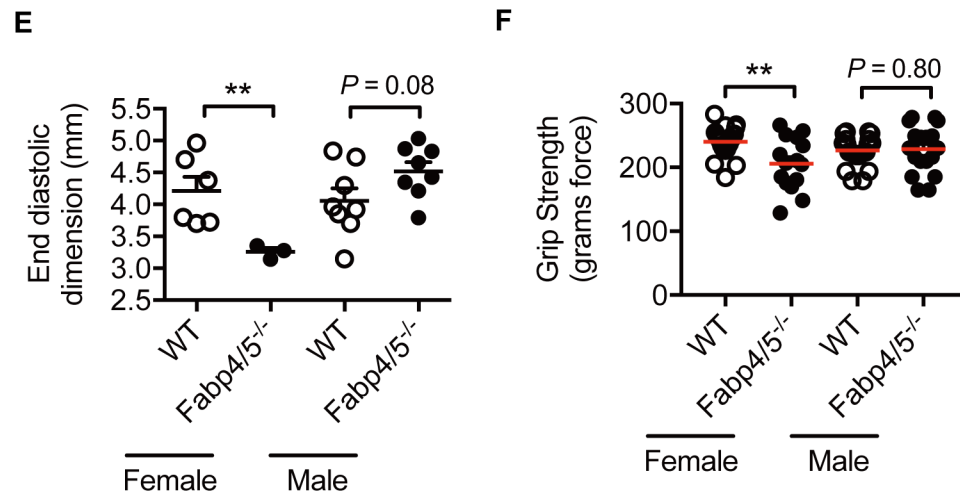 E
End diastolic
dimension (mm)
5.5
5.0
4.5
4.0
3.5
3.0
2.5
**
P = 0.08
WT
Fabp4/5-/-
WT
Fabp4/5-/-
Female
Male
F
Grip Strength
(grams force)
300
200
100
0
**
P = 0.80
WT
Fabp4/5-/-
WT
Fabp4/5-/-
Female
Male